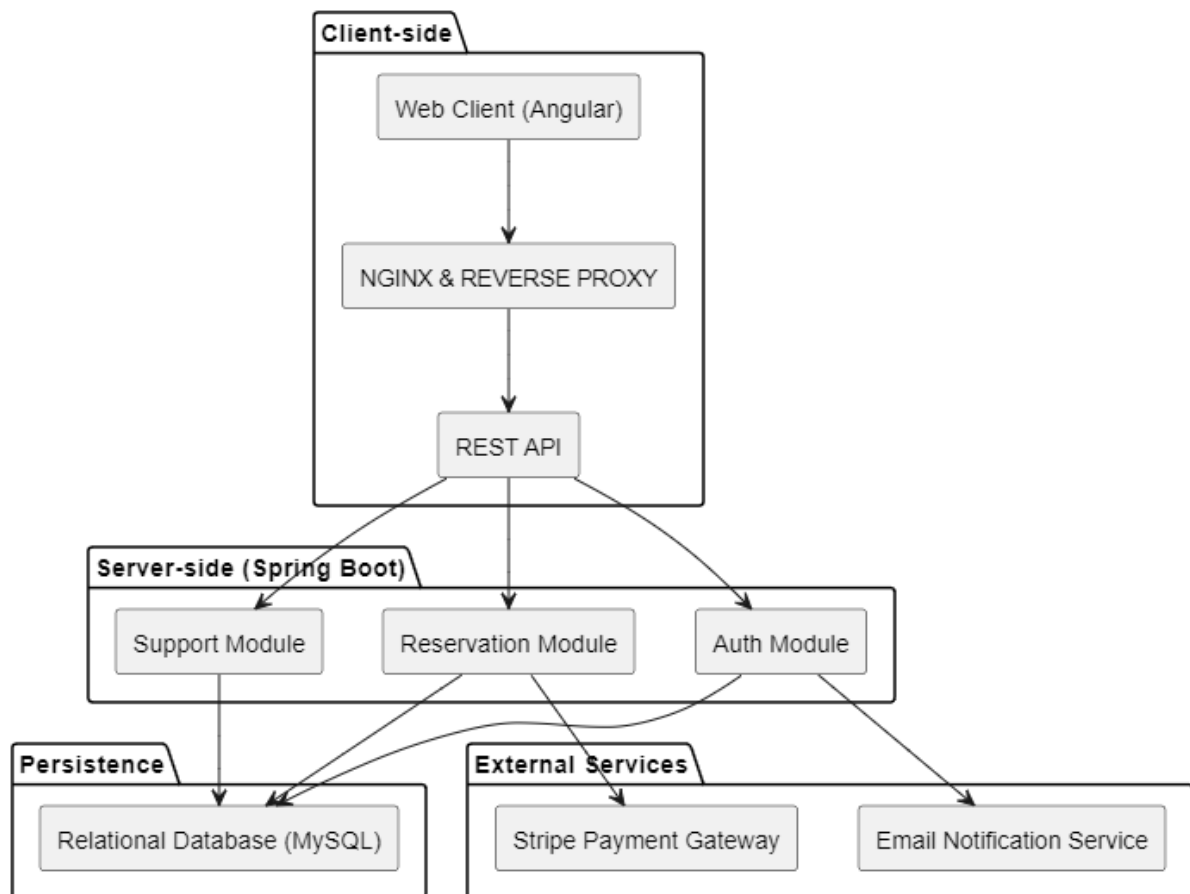 Client-side
Web Client (Angular)
NGINX & REVERSE PROXY
REST API
Server-side (Spring Boot)
Support Module
Reservation Module
Auth Module
Persistence
External Services
Relational Database (MySQL)
Stripe Payment Gateway
Email Notification Service